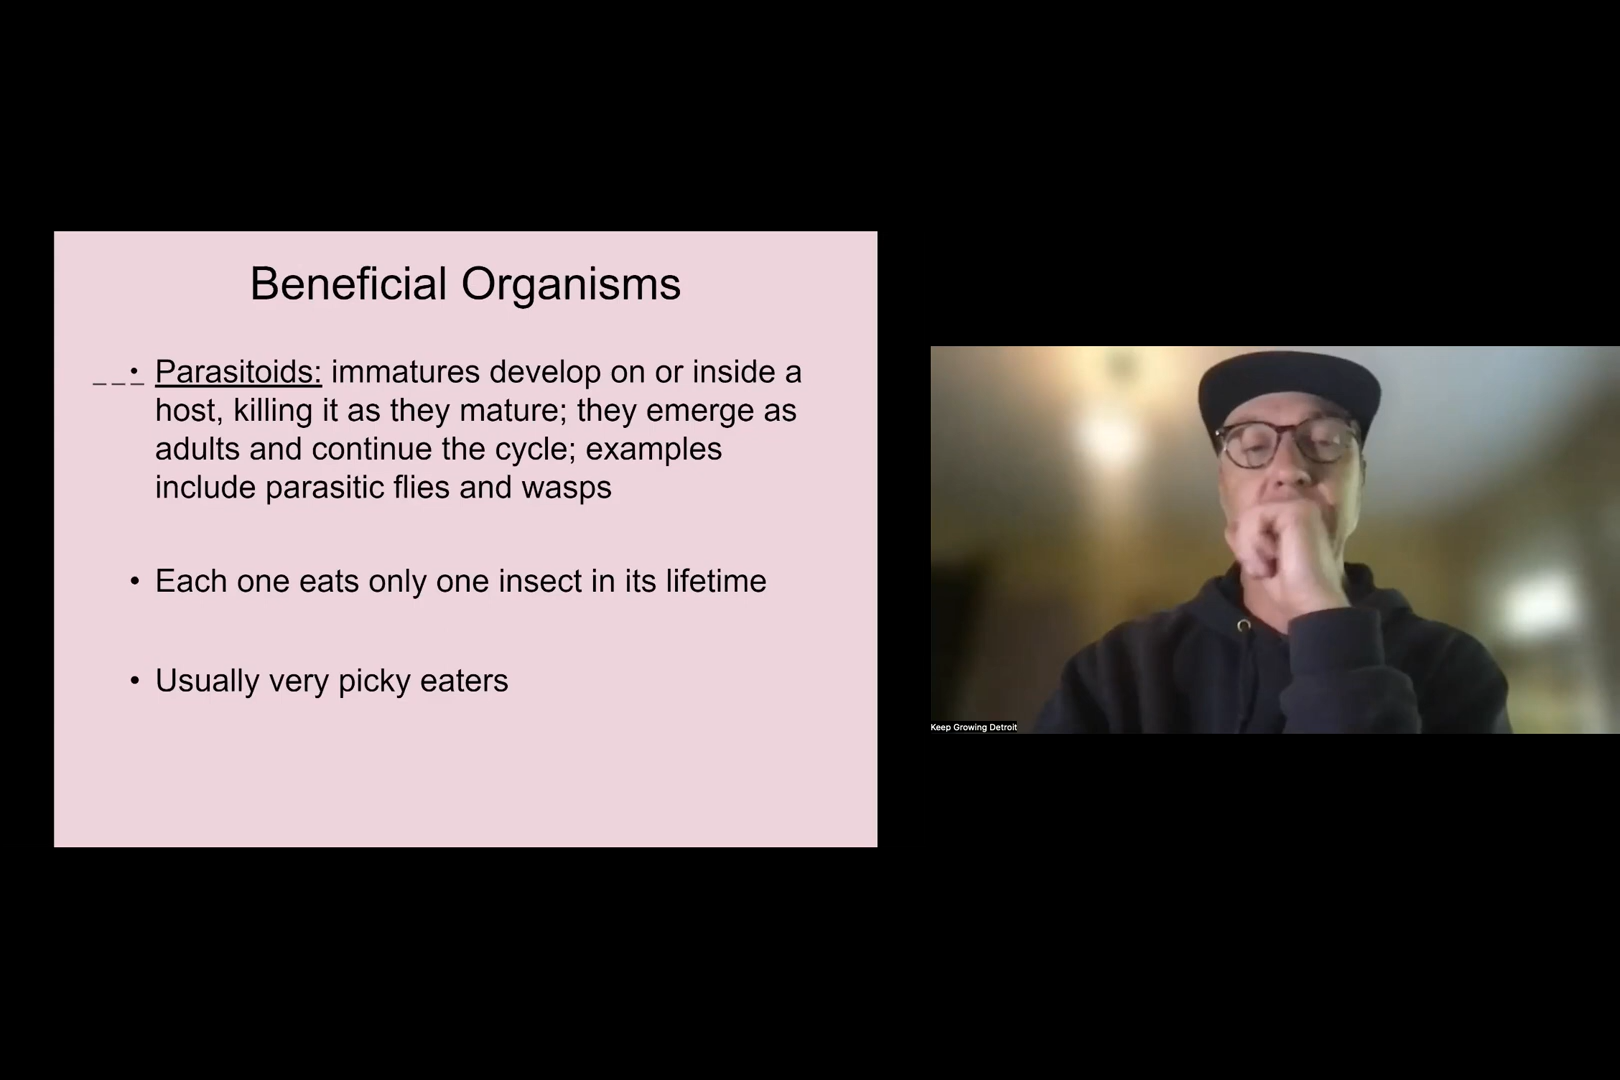 Beneficial Organisms
• Parasitoids: immatures develop on or inside a
host, killing it as they mature; they emerge as
adults and continue the cycle; examples
include parasitic flies and wasps
• Each one eats only one insect in its lifetime
• Usually very picky eaters
Keep Growing Detroit